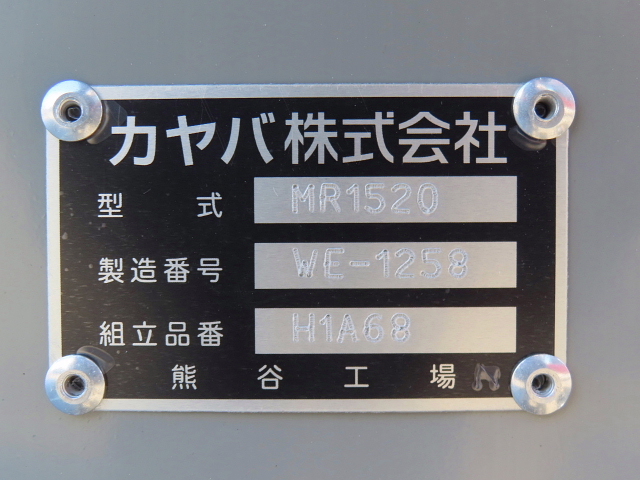 カヤバ株式会社
型式 MR1520
製造番号 WE-1258
組立品番 H1A68
熊谷工場